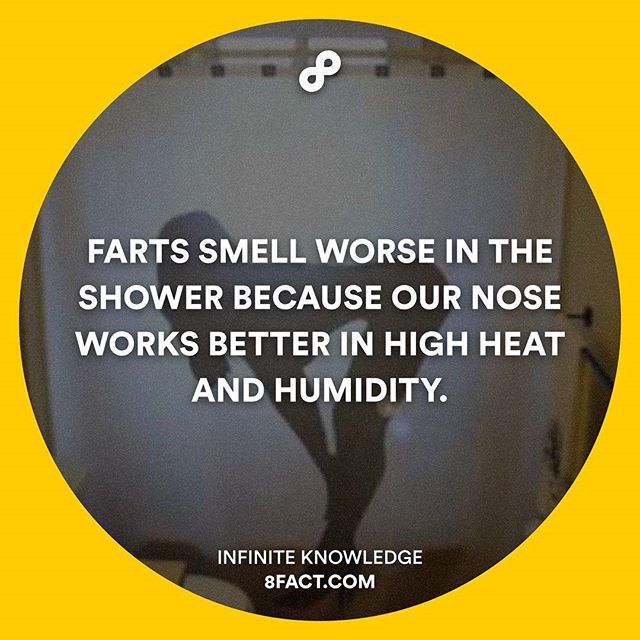 FARTS SMELL WORSE IN THE
SHOWER BECAUSE OUR NOSE
WORKS BETTER IN HIGH HEAT
AND HUMIDITY.
INFINITE KNOWLEDGE
8FACT.COM